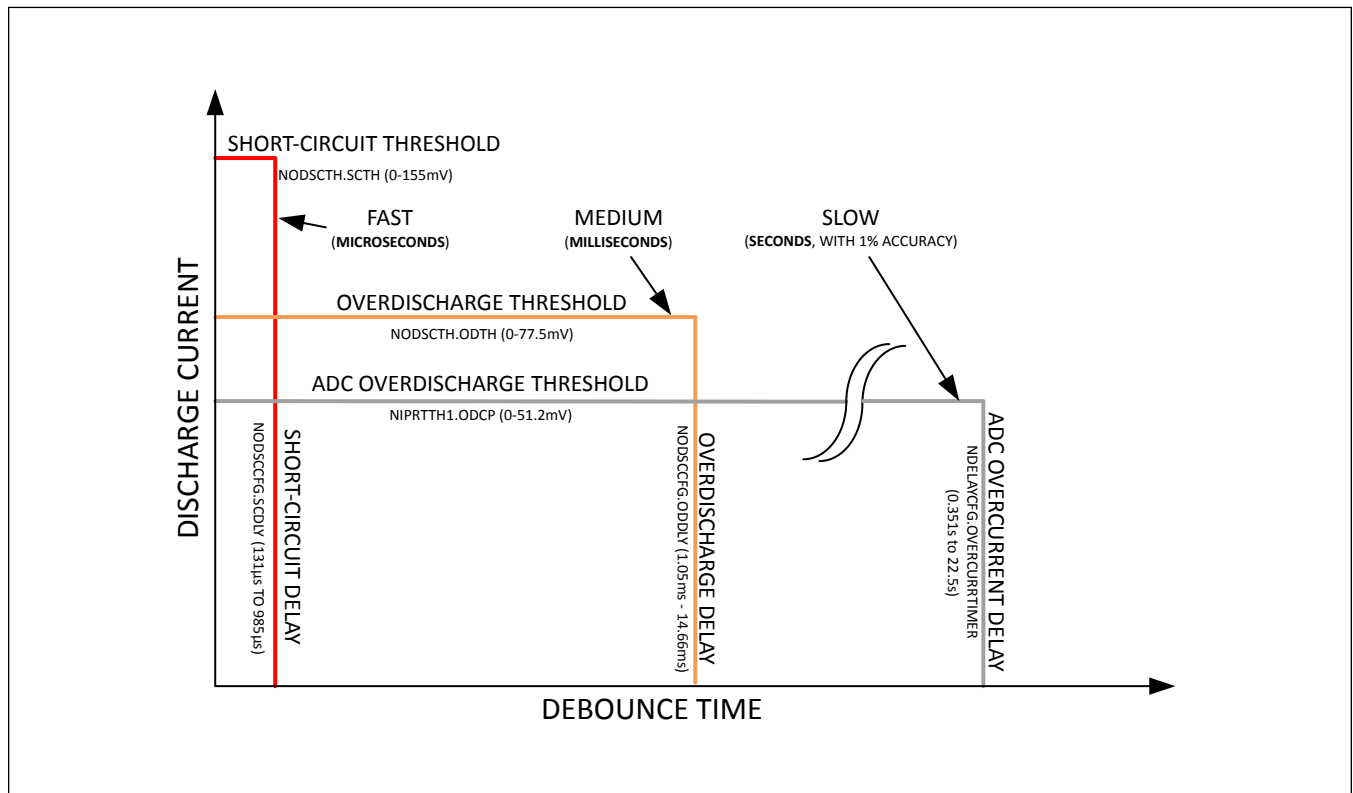 SHORT-CIRCUIT THRESHOLD
NODSCTH.SCTH (0-155mV)
FAST
(MICROSECONDS)
MEDIUM
(MILLISECONDS)
SLOW
(SECONDS, WITH 1% ACCURACY)
OVERDISCHARGE THRESHOLD
NODSCTH.ODTH (0-77.5mV)
ADC OVERDISCHARGE THRESHOLD
NIPRTTH1.ODCP (0-51.2mV)
DISCHARGE CURRENT
NODSCCFG.SCDLY (131µs TO 985µs)
SHORT-CIRCUIT DELAY
NODSCCFG.ODDLY (1.05ms - 14.66ms)
OVERDISCHARGE DELAY
(0.351s to 22.5s)
NDELAYCFG.OVERCURRTIMER
ADC OVERCURRENT DELAY
DEBOUNCE TIME